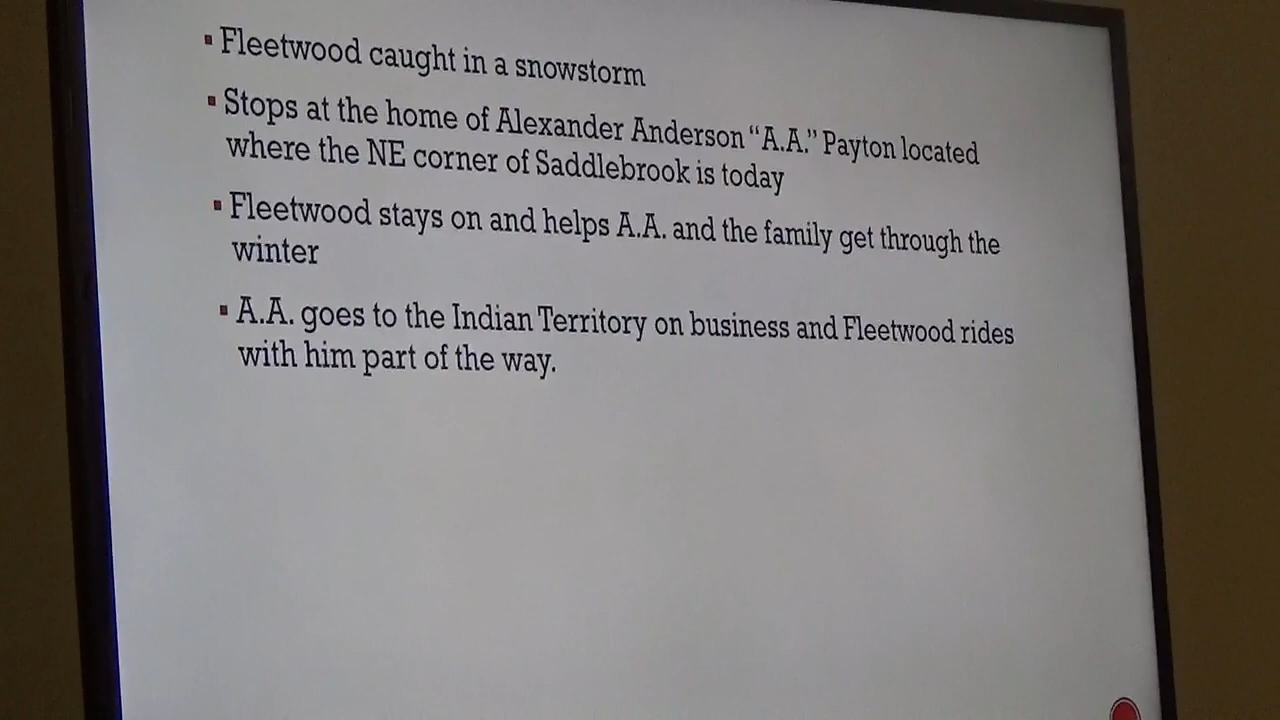 ▪ Fleetwood caught in a snowstorm
▪ Stops at the home of Alexander Anderson “A.A.” Payton located
where the NE corner of Saddlebrook is today
▪ Fleetwood stays on and helps A.A. and the family get through the
winter
▪ A.A. goes to the Indian Territory on business and Fleetwood rides
with him part of the way.